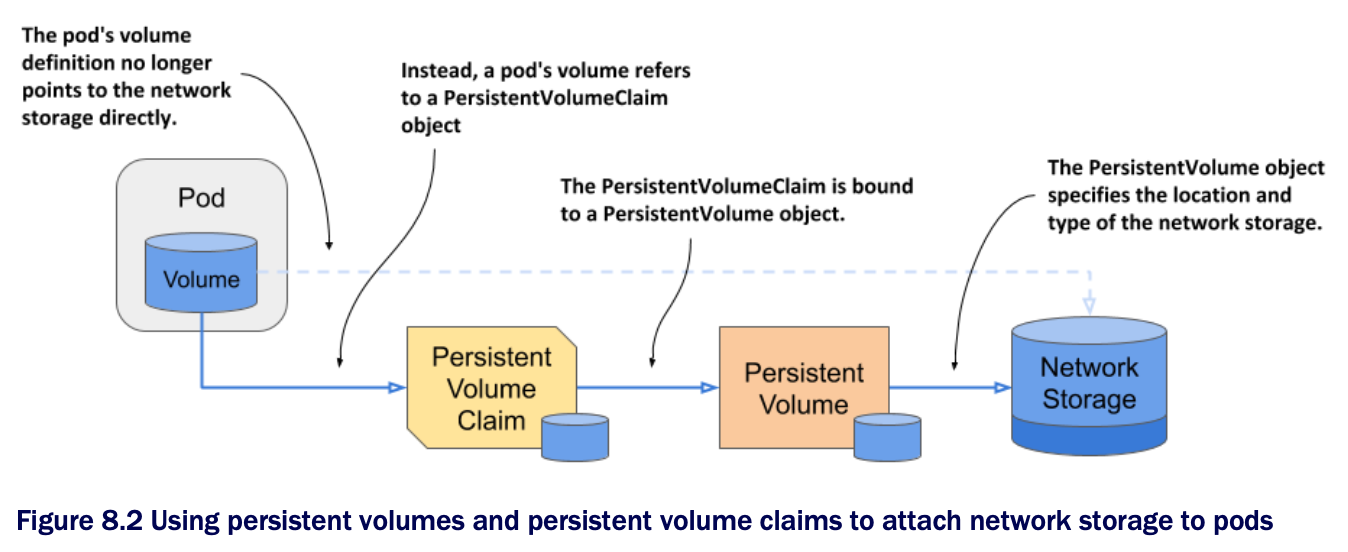 The pod's volume
definition no longer
points to the network
storage directly.
Instead, a pod's volume refers
to a PersistentVolumeClaim
object
The PersistentVolumeClaim is bound
to a PersistentVolume object.
The PersistentVolume object
specifies the location and
type of the network storage.
Pod
Volume
Persistent
Volume
Claim
Persistent
Volume
Network
Storage
Figure 8.2 Using persistent volumes and persistent volume claims to attach network storage to pods